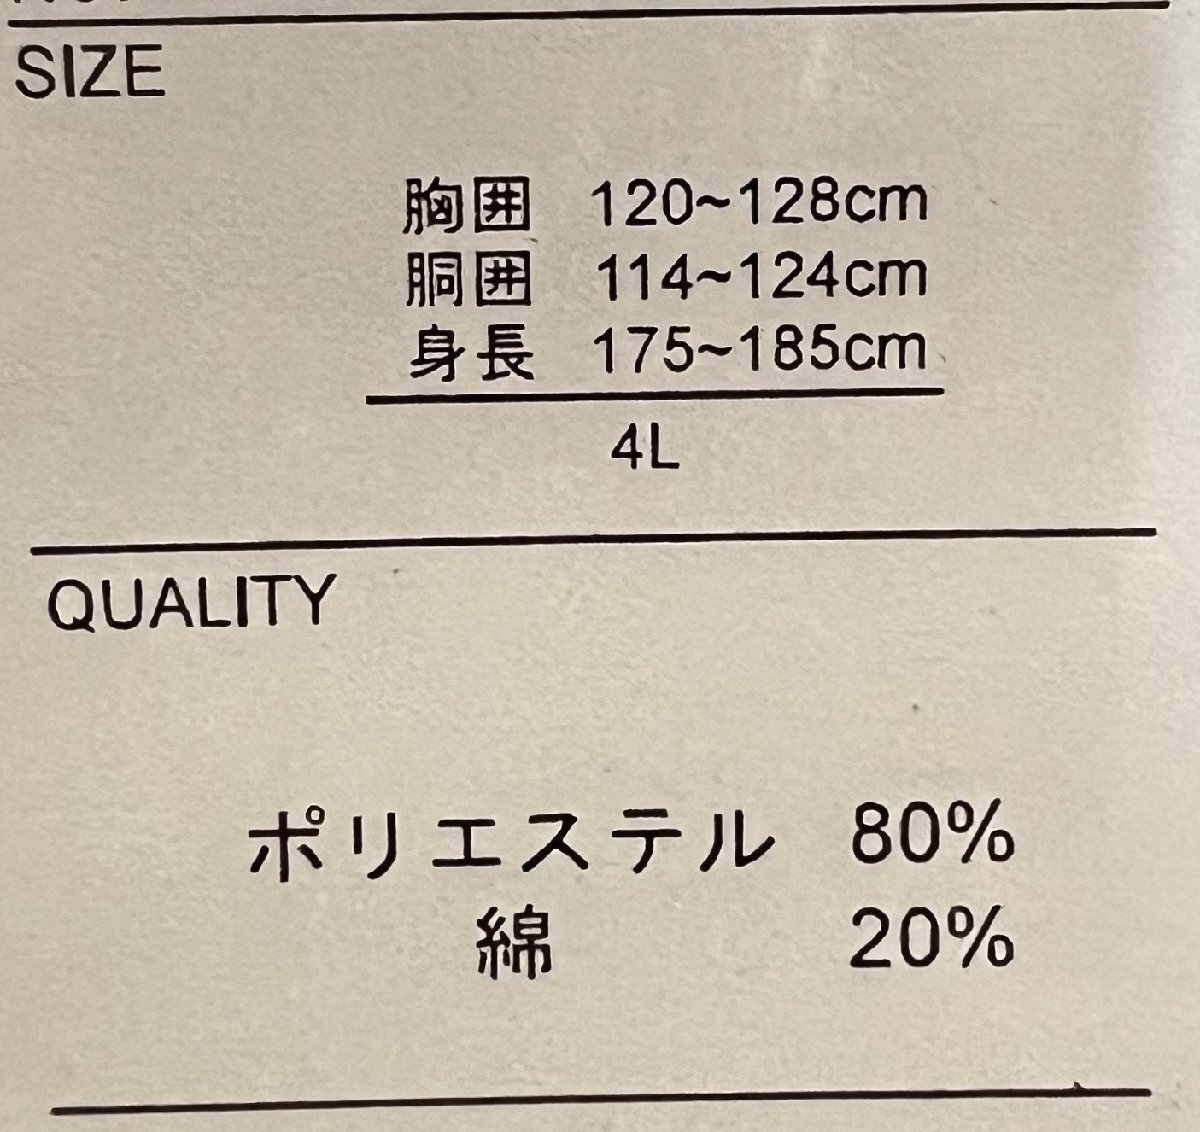 SIZE
胸囲 120~128cm
胴囲 114~124cm
身長 175~185cm
4L
QUALITY
ポリエステル 80%
綿 20%